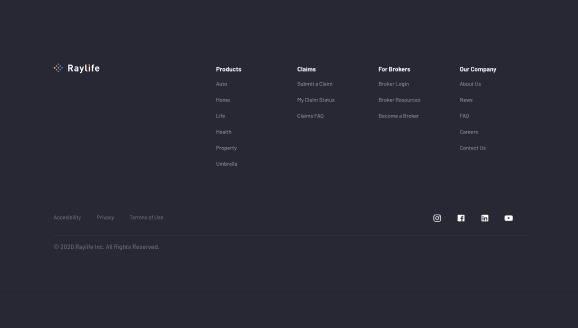 Raylife
Products
Auto
Home
Life
Health
Property
Umbrella
Claims
Submit a Claim
My Claim Status
Claims FAQ
For Brokers
Broker Login
Broker Resources
Become a Broker
Our Company
About Us
News
FAQ
Careers
Contact Us
Accesibility Privacy Termns of Use
© 2020 Raylife Inc. All Rights Reserved.